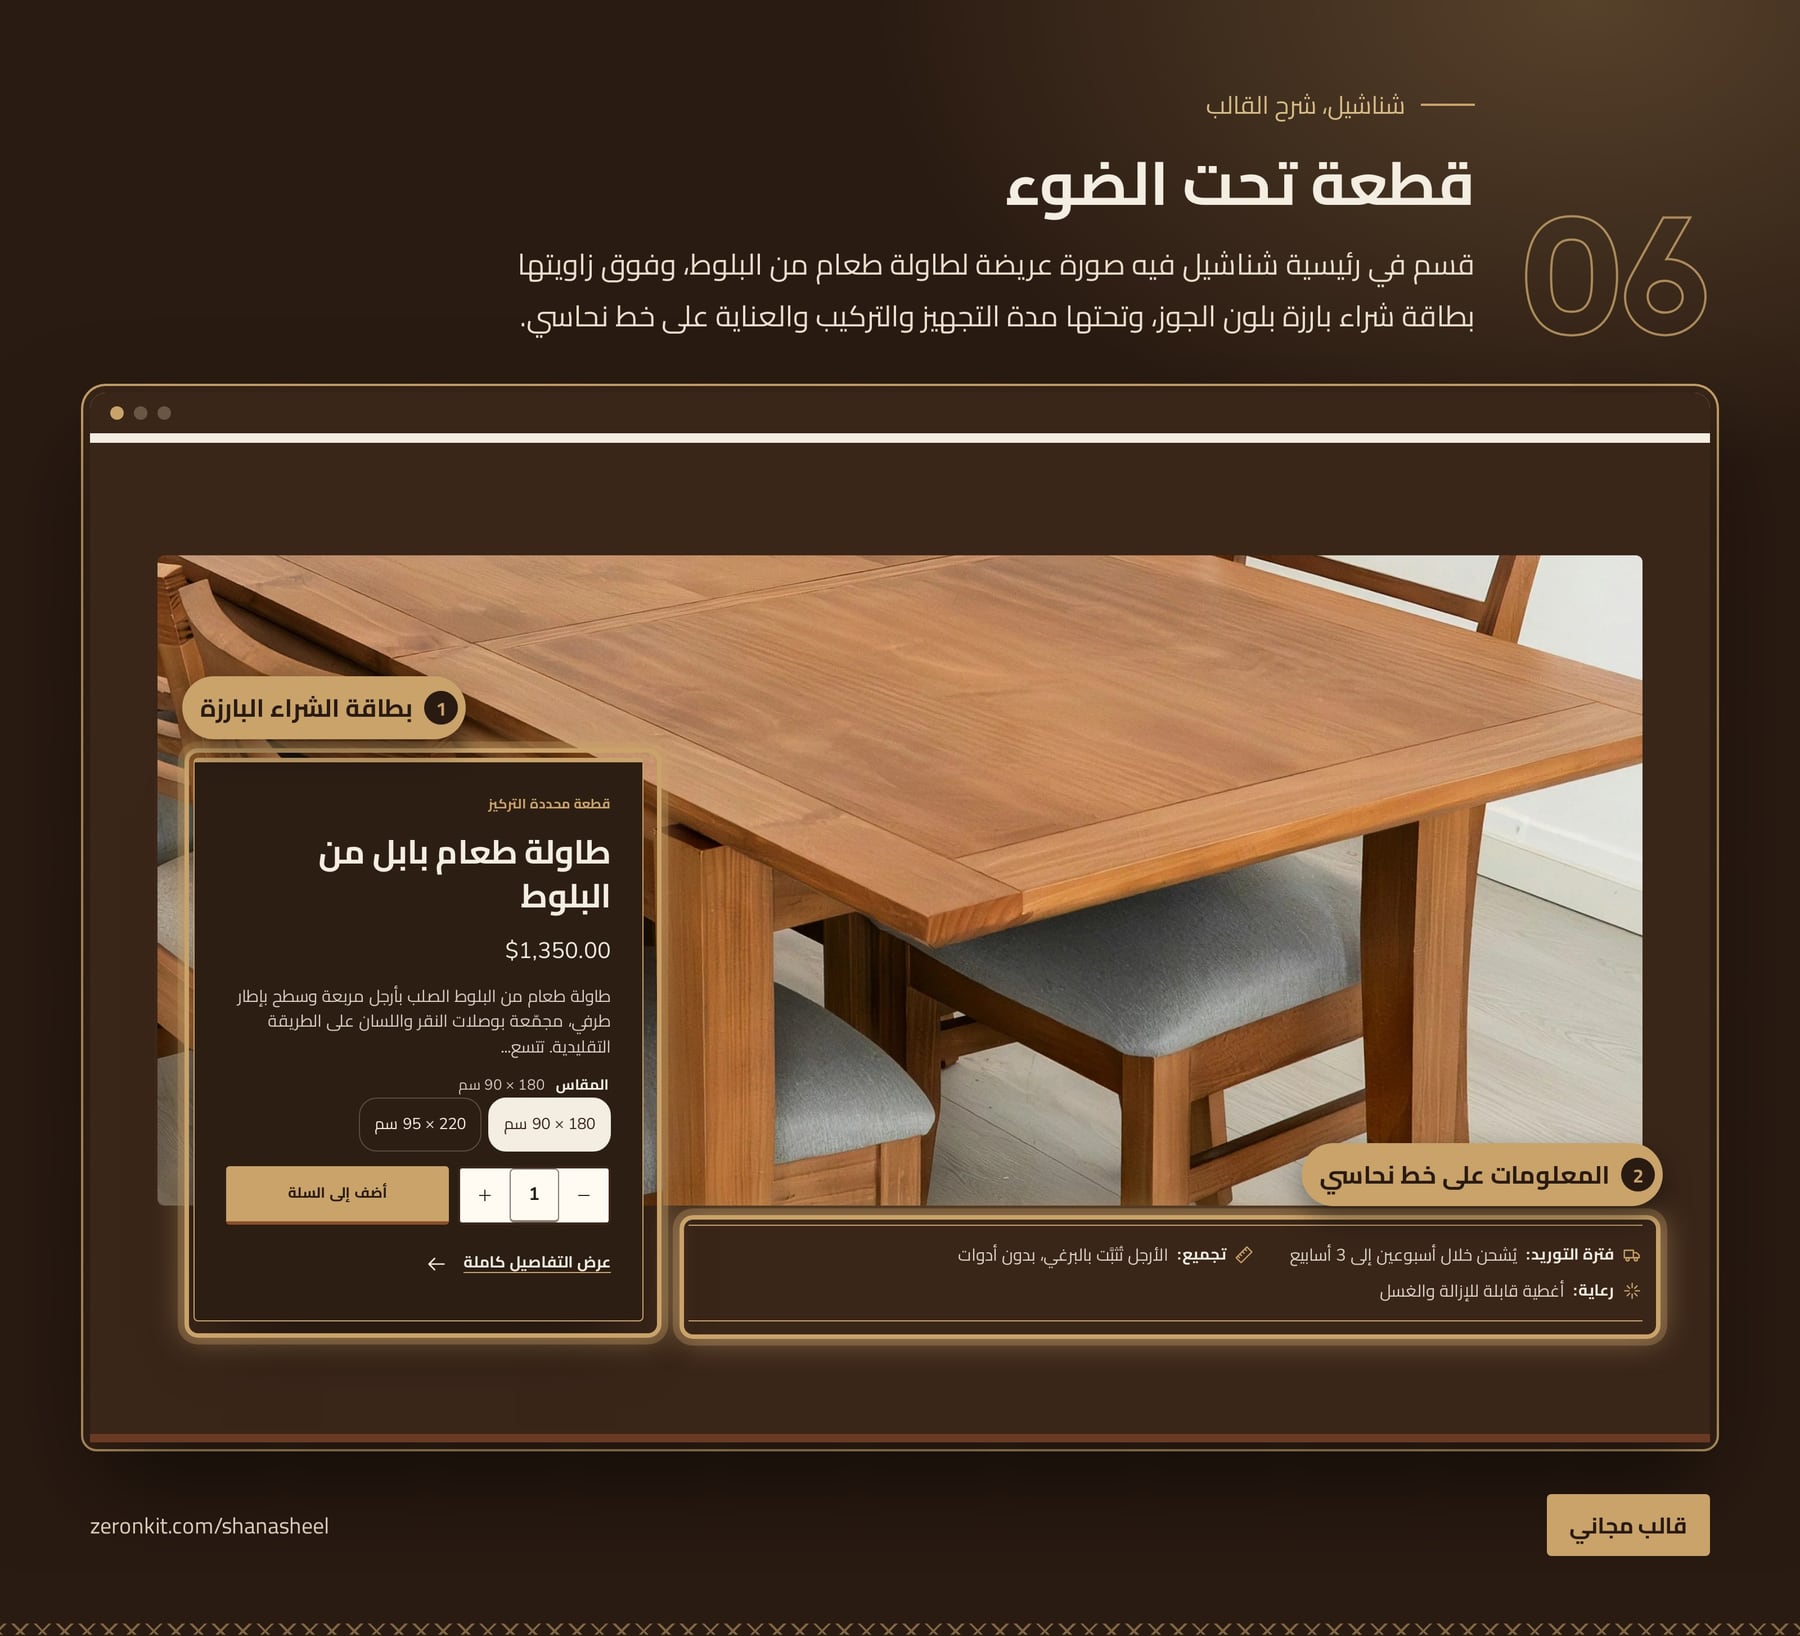 شناشيل، شرح القالب
قطعة تحت الضوء
06
قسم في رئيسية شناشيل فيه صورة عريضة لطاولة طعام من البلوط، وفوق زاويتها
بطاقة شراء بارزة بلون الجوز، وتحتها مدة التجهيز والتركيب والعناية على خط نحاسي.
1 بطاقة الشراء البارزة
قطعة محددة التركيز
طاولة طعام بابل من
البلوط
$1,350.00
طاولة طعام من البلوط الصلب بأرجل مربعة وسطح بإطار
طرفي، مجمّعة بوصلات النقر واللسان على الطريقة
التقليدية. تتسع...
المقاس 180 × 90 سم
180 × 90 سم 220 × 95 سم
− 1 + أضف إلى السلة
عرض التفاصيل كاملة ←
2 المعلومات على خط نحاسي
فترة التوريد: يُشحن خلال أسبوعين إلى 3 أسابيع تجميع: الأرجل تُثبَّت بالبرغي، بدون أدوات
رعاية: أغطية قابلة للإزالة والغسل
قالب مجاني
zeronkit.com/shanasheel